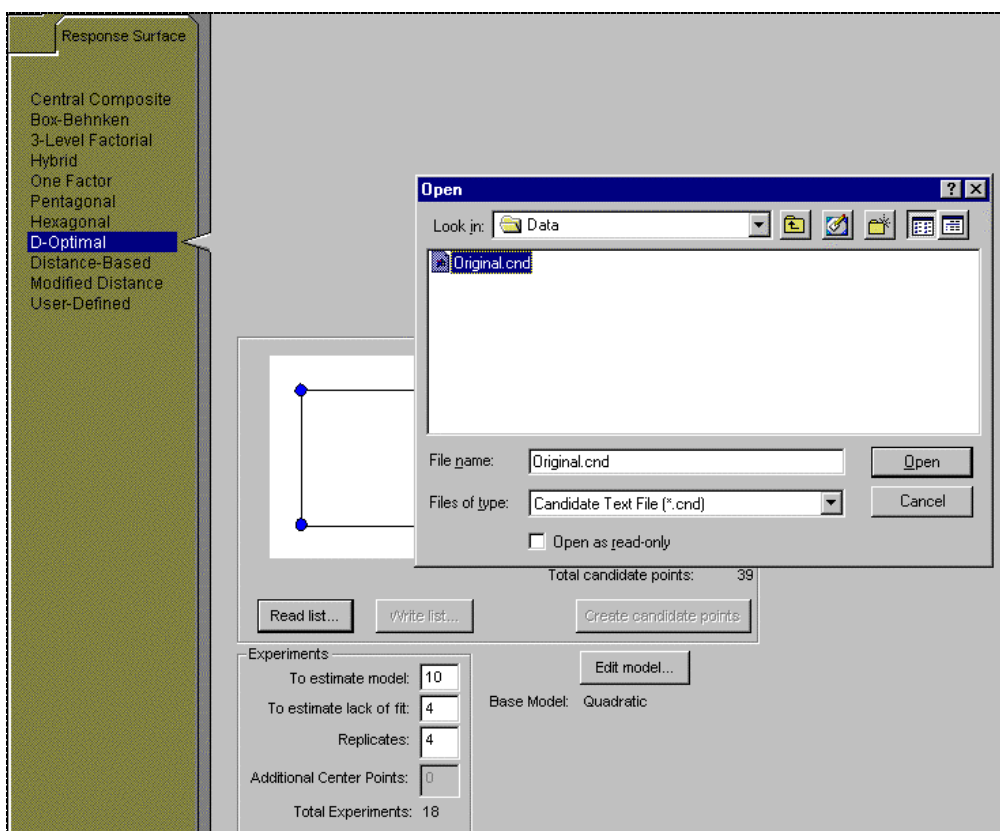 Response Surface
Central Composite
Box-Behnken
3-Level Factorial
Hybrid
One Factor
Pentagonal
Hexagonal
D-Optimal
Distance-Based
Modified Distance
User-Defined
Open
Look in: Data
Original.cnd
File name: Original.cnd Open
Files of type: Candidate Text File (*.cnd) Cancel
Open as read-only
Total candidate points: 39
Read list... Write list... Create candidate points
Experiments
To estimate model: 10 Edit model...
To estimate lack of fit: 4 Base Model: Quadratic
Replicates: 4
Additional Center Points: 0
Total Experiments: 18